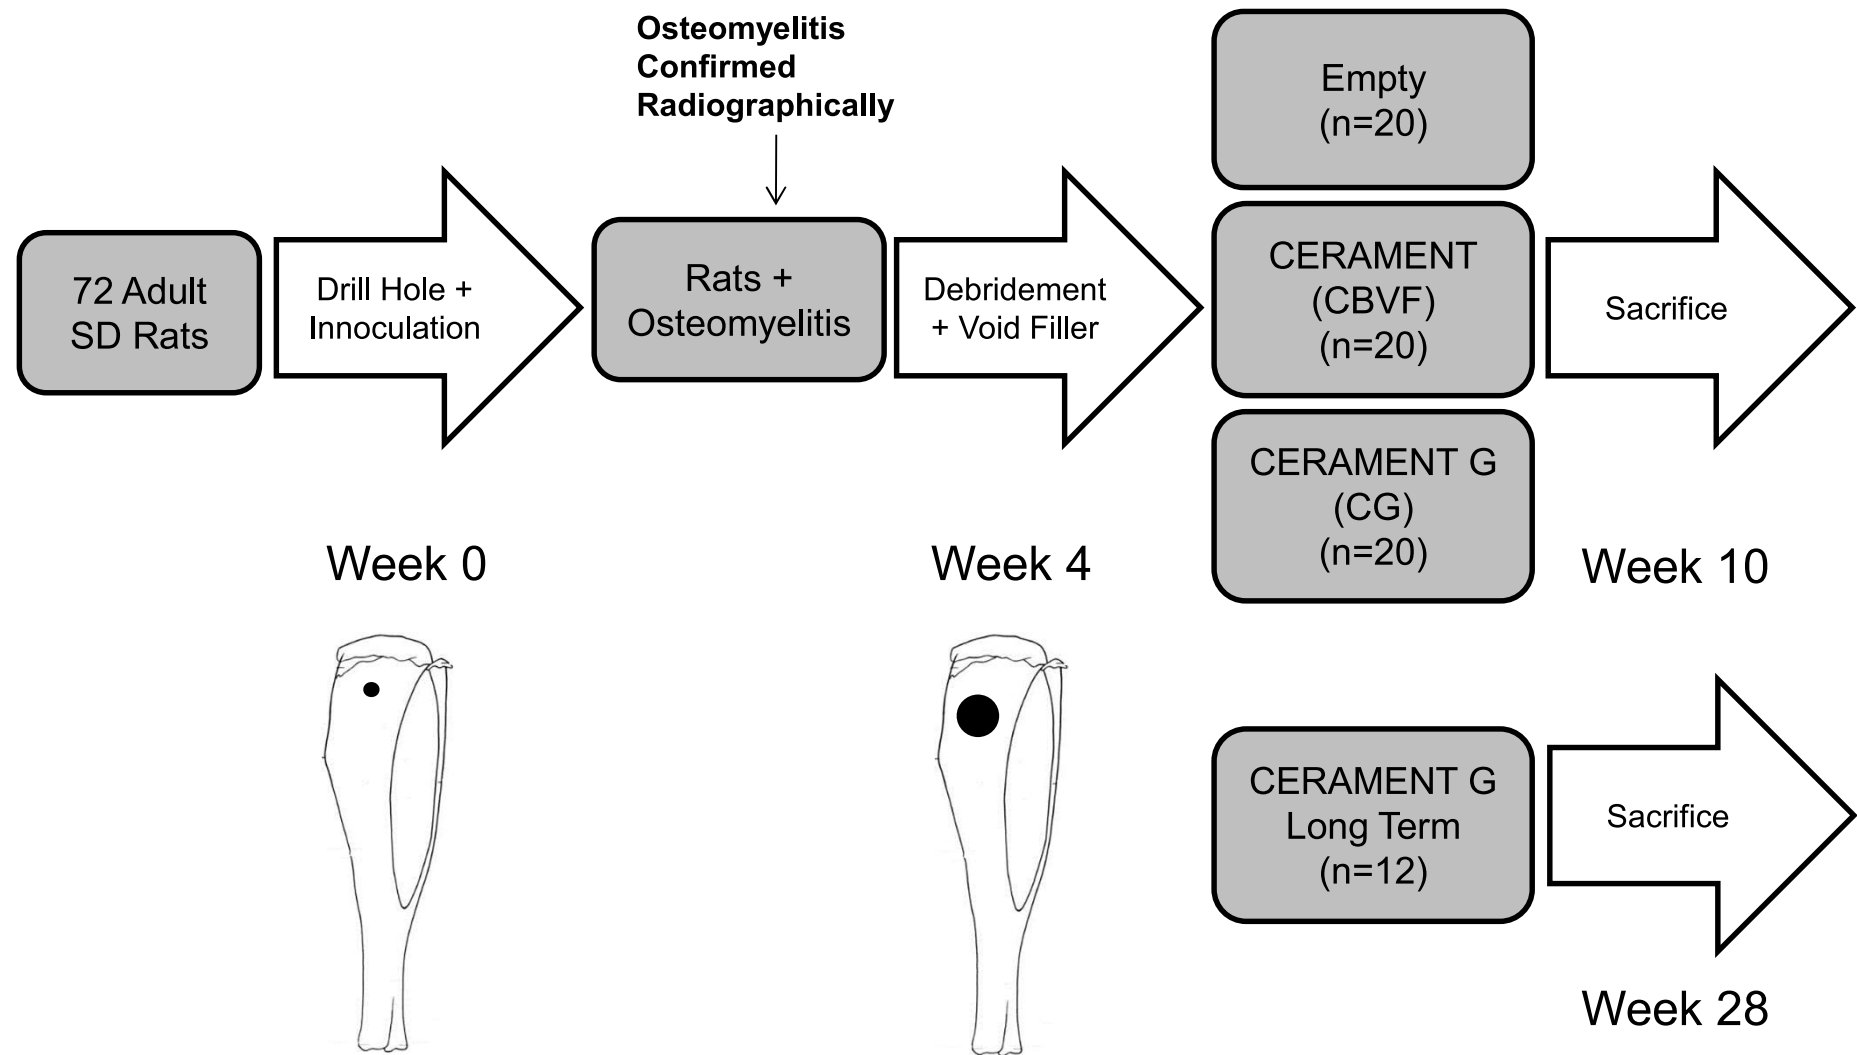 Osteomyelitis
Confirmed
Radiographically
72 Adult
SD Rats
Drill Hole +
Innoculation
Rats +
Osteomyelitis
Debridement
+ Void Filler
Empty
(n=20)
CERAMENT
(CBVF)
(n=20)
CERAMENT G
(CG)
(n=20)
Sacrifice
Week 0
Week 4
Week 10
CERAMENT G
Long Term
(n=12)
Sacrifice
Week 28